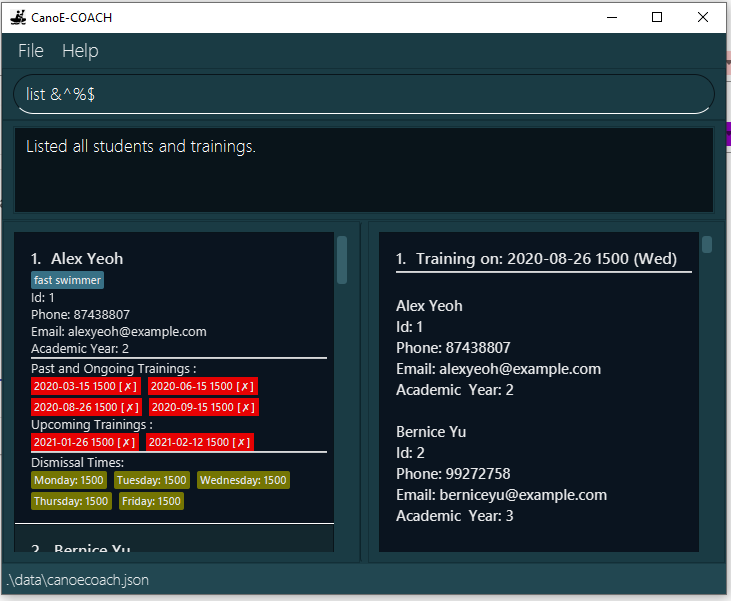 CanoE-COACH
File Help
list &^%$
Listed all students and trainings.
1. Alex Yeoh
fast swimmer
Id: 1
Phone: 87438807
Email: alexyeoh@example.com
Academic Year: 2
Past and Ongoing Trainings :
2020-03-15 1500 [✗] 2020-06-15 1500 [✗]
2020-08-26 1500 [✗] 2020-09-15 1500 [✗]
Upcoming Trainings :
2021-01-26 1500 [✗] 2021-02-12 1500 [✗]
Dismissal Times:
Monday: 1500 Tuesday: 1500 Wednesday: 1500
Thursday: 1500 Friday: 1500
2. Bernice Yu
1. Training on: 2020-08-26 1500 (Wed)
Alex Yeoh
Id: 1
Phone: 87438807
Email: alexyeoh@example.com
Academic Year: 2
Bernice Yu
Id: 2
Phone: 99272758
Email: berniceyu@example.com
Academic Year: 3
.\data\canoecoach.json